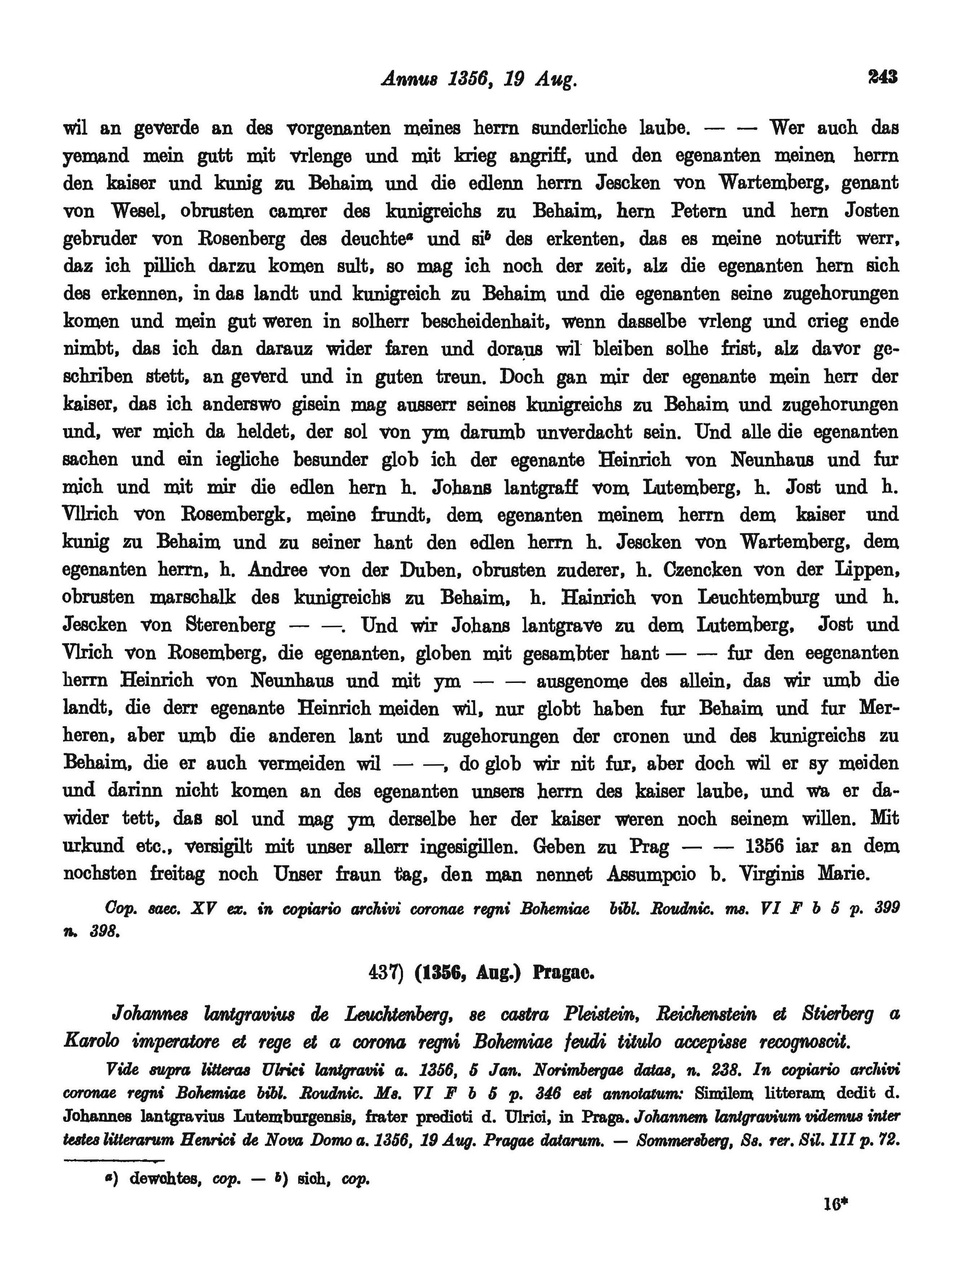 Annus 1356, 19 Aug. 243
wil an geverde an des vorgenanten meines herrn sunderliche laube. — — Wer auch das
yemand mein gutt mit vrlenge und mit krieg angriff, und den egenanten meinen herrn
den kaiser und kunig zu Behaim und die edlenn herrn Jescken von Wartemberg, genant
von Wesel, obrusten camrer des kunigreichs zu Behaim, hern Petern und hern Josten
gebruder von Rosenberg des deuchteᵃ und siᵇ des erkenten, das es meine noturift werr,
daz ich pillich darzu komen sult, so mag ich noch der zeit, alz die egenanten hern sich
des erkennen, in das landt und kunigreich zu Behaim und die egenanten seine zugehorungen
komen und mein gut weren in solherr bescheidenhait, wenn dasselbe vrleng und crieg ende
nimbt, das ich dan darauz wider faren und doraus wil bleiben solhe frist, alz davor ge-
schriben stett, an geverd und in guten treun. Doch gan mir der egenante mein herr der
kaiser, das ich anderswo gisein mag ausserr seines kunigreichs zu Behaim und zugehorungen
und, wer mich da heldet, der sol von ym darumb unverdacht sein. Und alle die egenanten
sachen und ein iegliche besunder glob ich der egenante Heinrich von Neunhaus und fur
mich und mit mir die edlen hern h. Johans lantgraff vom Lutemberg, h. Jost und h.
Vllrich von Rosembergk, meine frundt, dem egenanten meinem herrn dem kaiser und
kunig zu Behaim und zu seiner hant den edlen herrn h. Jescken von Wartemberg, dem
egenanten herrn, h. Andree von der Duben, obrusten zuderer, h. Czencken von der Lippen,
obrusten marschalk des kunigreichs zu Behaim, h. Hainrich von Leuchtemburg und h.
Jescken von Sterenberg — —. Und wir Johans lantgrave zu dem Lutemberg, Jost und
Vlrich von Rosemberg, die egenanten, globen mit gesambter hant — — fur den eegenanten
herrn Heinrich von Neunhaus und mit ym — — ausgenome des allein, das wir umb die
landt, die derr egenante Heinrich meiden wil, nur globt haben fur Behaim und fur Mer-
heren, aber umb die anderen lant und zugehorungen der cronen und des kunigreichs zu
Behaim, die er auch vermeiden wil — —, do glob wir nit fur, aber doch wil er sy meiden
und darinn nicht komen an des egenanten unsers herrn des kaiser laube, und wa er da-
wider tett, das sol und mag ym derselbe her der kaiser weren noch seinem willen. Mit
urkund etc., versigilt mit unser allerr ingesigillen. Geben zu Prag — — 1356 iar an dem
nochsten freitag noch Unser fraun tag, den man nennet Assumpcio b. Virginis Marie.
Cop. saec. XV ex. in copiario archivi coronae regni Bohemiae bibl. Roudnic. ms. VI F b 5 p. 399
n. 398.
437) (1356, Aug.) Pragae.
Johannes lantgravius de Leuchtenberg, se castra Pleistein, Reichenstein et Stierberg a
Karolo imperatore et rege et a corona regni Bohemiae feudi titulo accepisse recognoscit.
Vide supra litteras Ulrici lantgravii a. 1356, 5 Jan. Norimbergae datas, n. 238. In copiario archivi
coronae regni Bohemiae bibl. Roudnic. Ms. VI F b 5 p. 346 est annotatum: Similem litteram dedit d.
Johannes lantgravius Lutemburgensis, frater predicti d. Ulrici, in Praga. Johannem lantgravium videmus inter
testes litterarum Henrici de Nova Domo a. 1356, 19 Aug. Pragae datarum. — Sommersberg, Ss. rer. Sil. III p. 72.
ᵃ) dewchtes, cop. — ᵇ) sich, cop.
16*